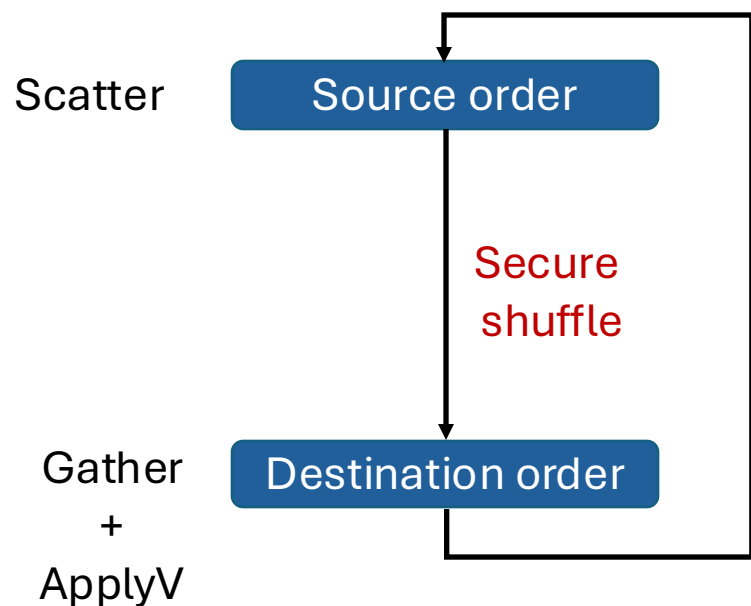 Scatter
Source order
Secure
shuffle
Gather
+
ApplyV
Destination order